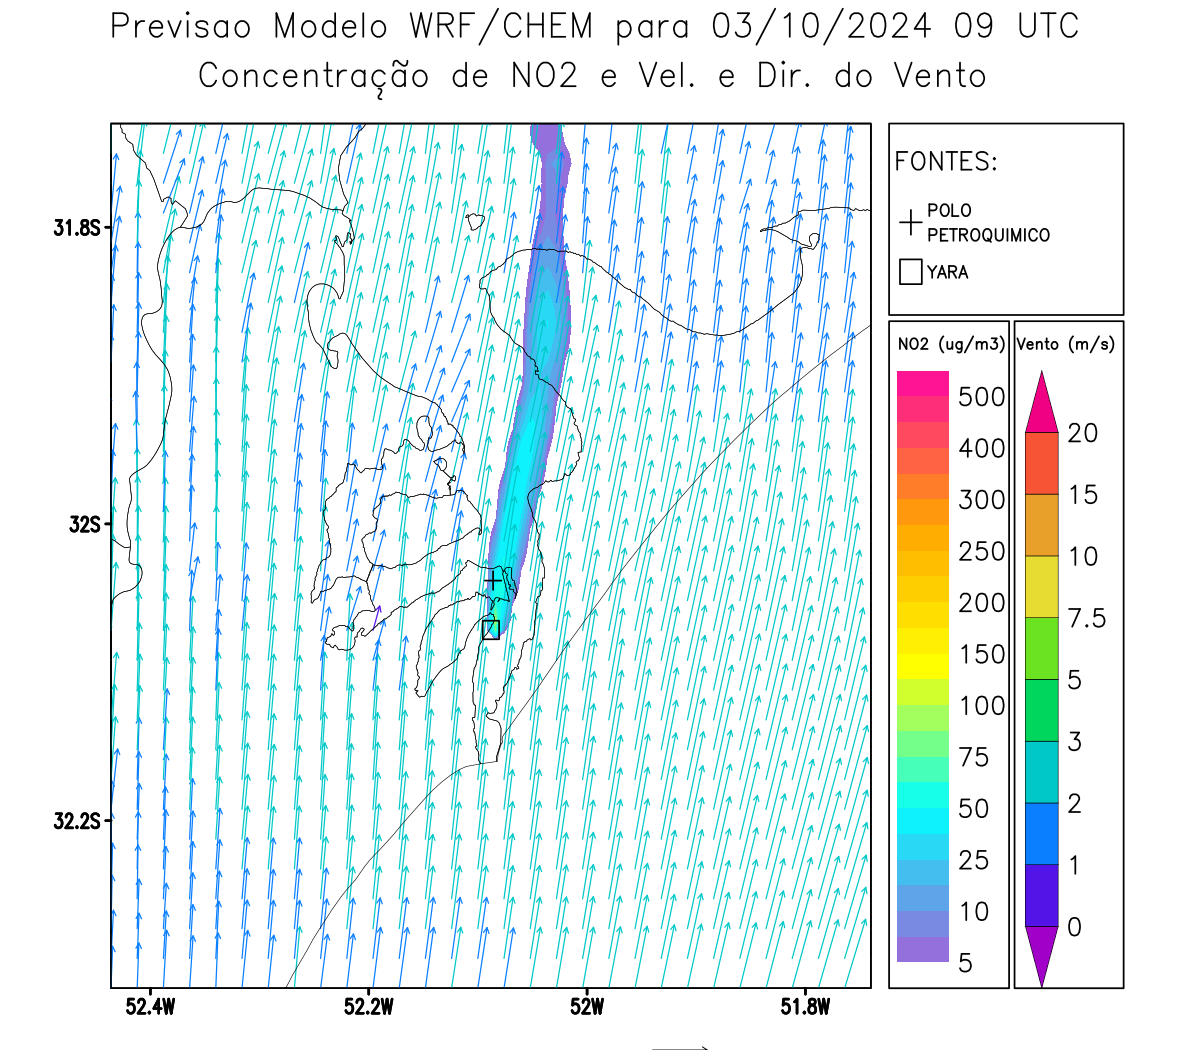 Previsao Modelo WRF/CHEM para 03/10/2024 09 UTC
Concentração de NO2 e Vel. e Dir. do Vento
FONTES:
POLO
PETROQUIMICO
YARA
NO2 (ug/m3)
500
400
300
250
200
150
100
75
50
25
10
5
Vento (m/s)
20
15
10
7.5
5
3
2
1
0
31.8S
32S
32.2S
52.4W
52.2W
52W
51.8W